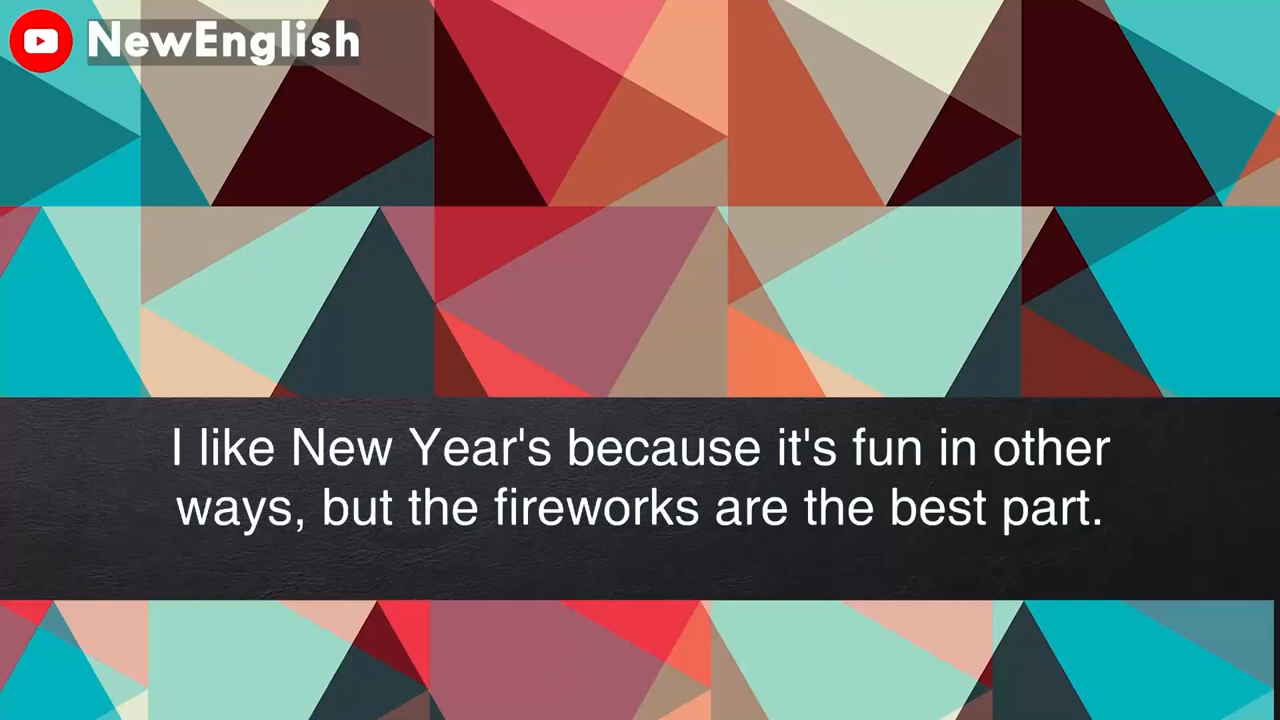 NewEnglish
I like New Year's because it's fun in other
ways, but the fireworks are the best part.